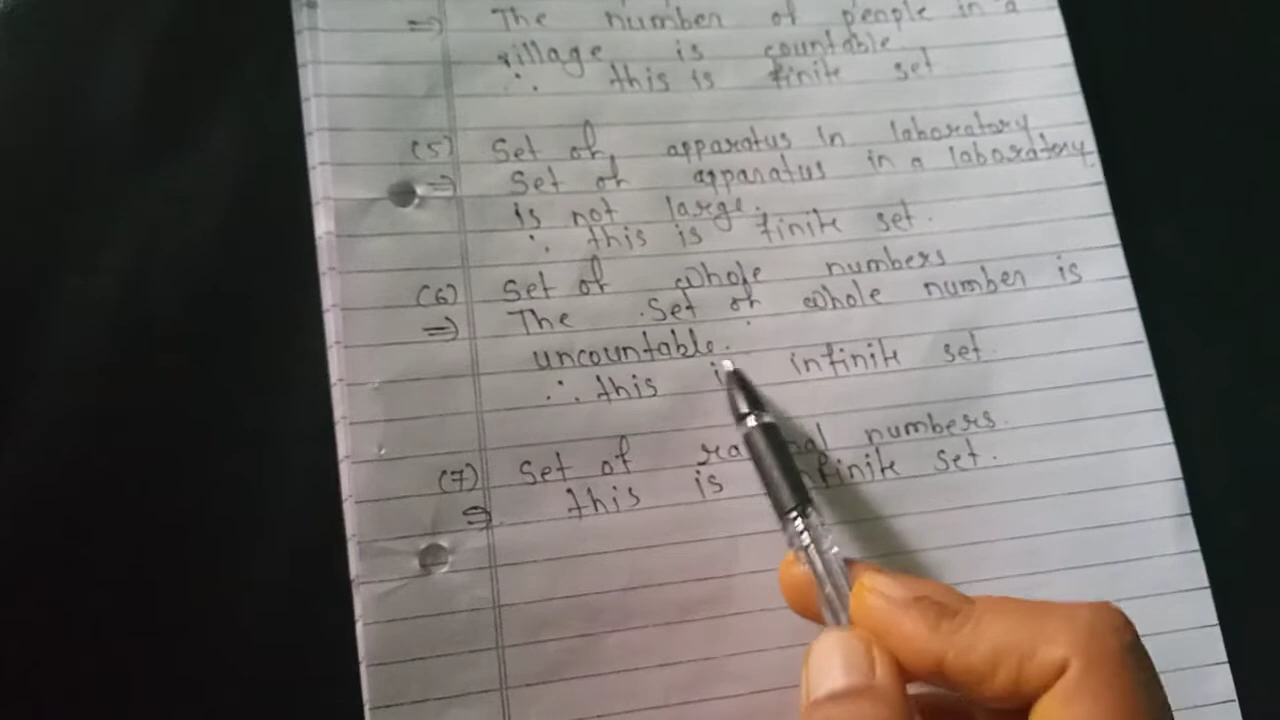 ⇒ The number of people in a
village is countable.
∴ this is finite set
(5) Set of apparatus in laboratory
⇒ Set of apparatus in a laboratory
is not large.
∴ this is finite set.
(6) Set of whole numbers
⇒ The set of whole number is
uncountable.
∴ this infinite set.
(7) Set of numbers.
⇒ this is set.